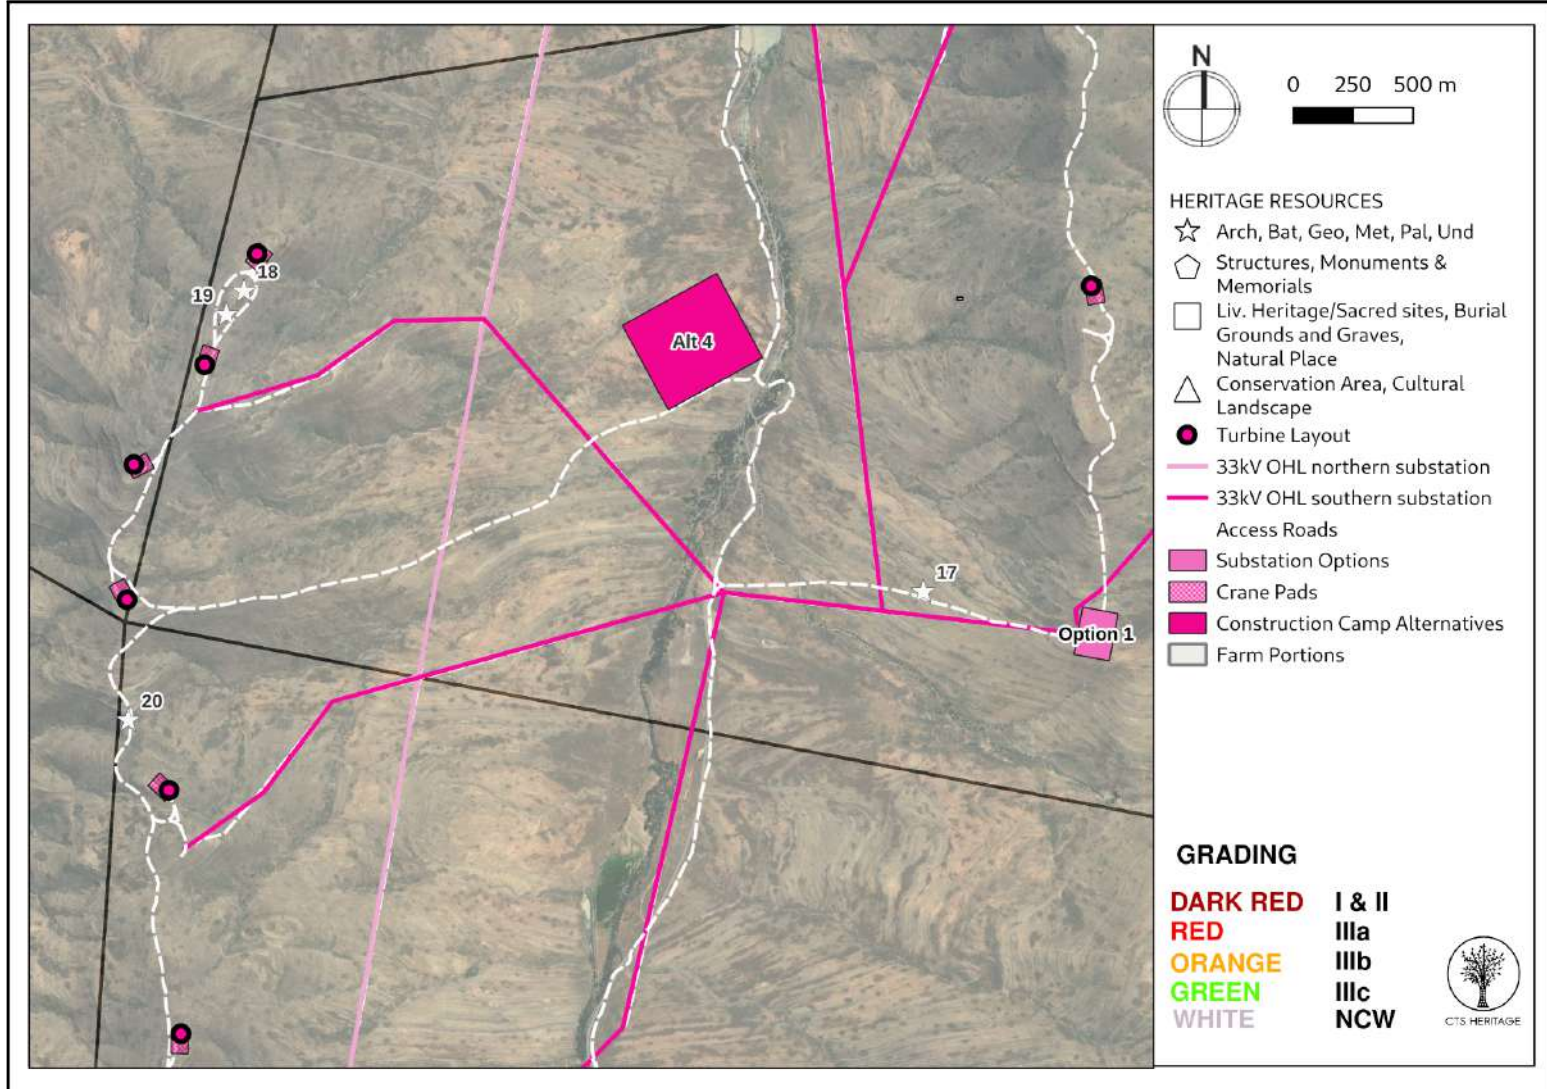 18
19
Alt 4
17
Option 1
20
N
0 250 500 m
HERITAGE RESOURCES
Arch, Bat, Geo, Met, Pal, Und
Structures, Monuments &
Memorials
Liv. Heritage/Sacred sites, Burial
Grounds and Graves,
Natural Place
Conservation Area, Cultural
Landscape
Turbine Layout
33kV OHL northern substation
33kV OHL southern substation
Access Roads
Substation Options
Crane Pads
Construction Camp Alternatives
Farm Portions
GRADING
DARK RED I & II
RED IIIa
ORANGE IIIb
GREEN IIIc
WHITE NCW
CTS HERITAGE